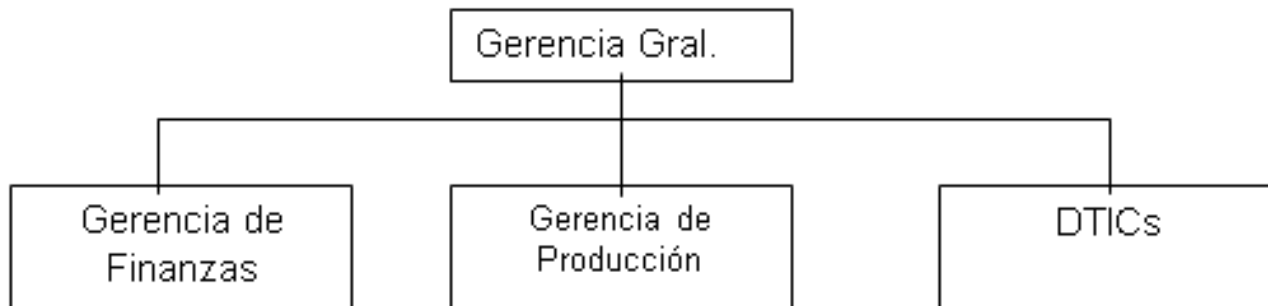 Gerencia Gral.
Gerencia de
Finanzas
Gerencia de
Producción
DTICs